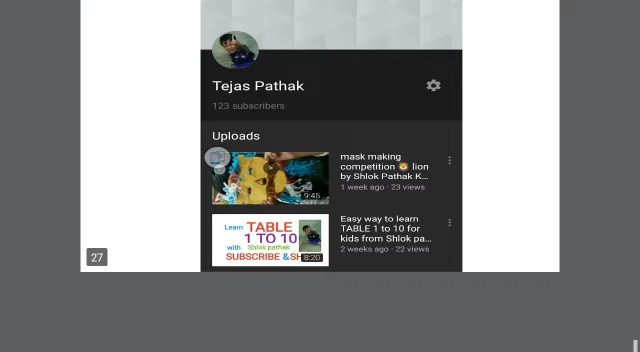 Tejas Pathak
123 subscribers
Uploads
mask making
competition 🦁 lion
by Shlok Pathak K...
1 week ago · 23 views
9:45
Easy way to learn
TABLE 1 to 10 for
kids from Shlok pa...
2 weeks ago · 22 views
Learn TABLE
1 TO 10
with Shlok pathak
SUBSCRIBE &SH
8:20
27